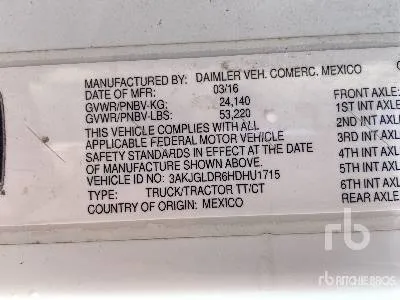 MANUFACTURED BY: DAIMLER VEH. COMERC. MEXICO
DATE OF MFR: 03/16
GVWR/PNBV-KG: 24,140
GVWR/PNBV-LBS: 53,220
THIS VEHICLE COMPLIES WITH ALL
APPLICABLE FEDERAL MOTOR VEHICLE
SAFETY STANDARDS IN EFFECT AT THE DATE
OF MANUFACTURE SHOWN ABOVE.
VEHICLE ID NO: 3AKJGLDR6HDHU1715
TYPE: TRUCK/TRACTOR TT/CT
COUNTRY OF ORIGIN: MEXICO
FRONT AXLE:
1ST INT AXLE
2ND INT AXLE
3RD INT AXLE
4TH INT AXLE
5TH INT AXLE
6TH INT AXLE
REAR AXLE
rb
rb RITCHIE BROS